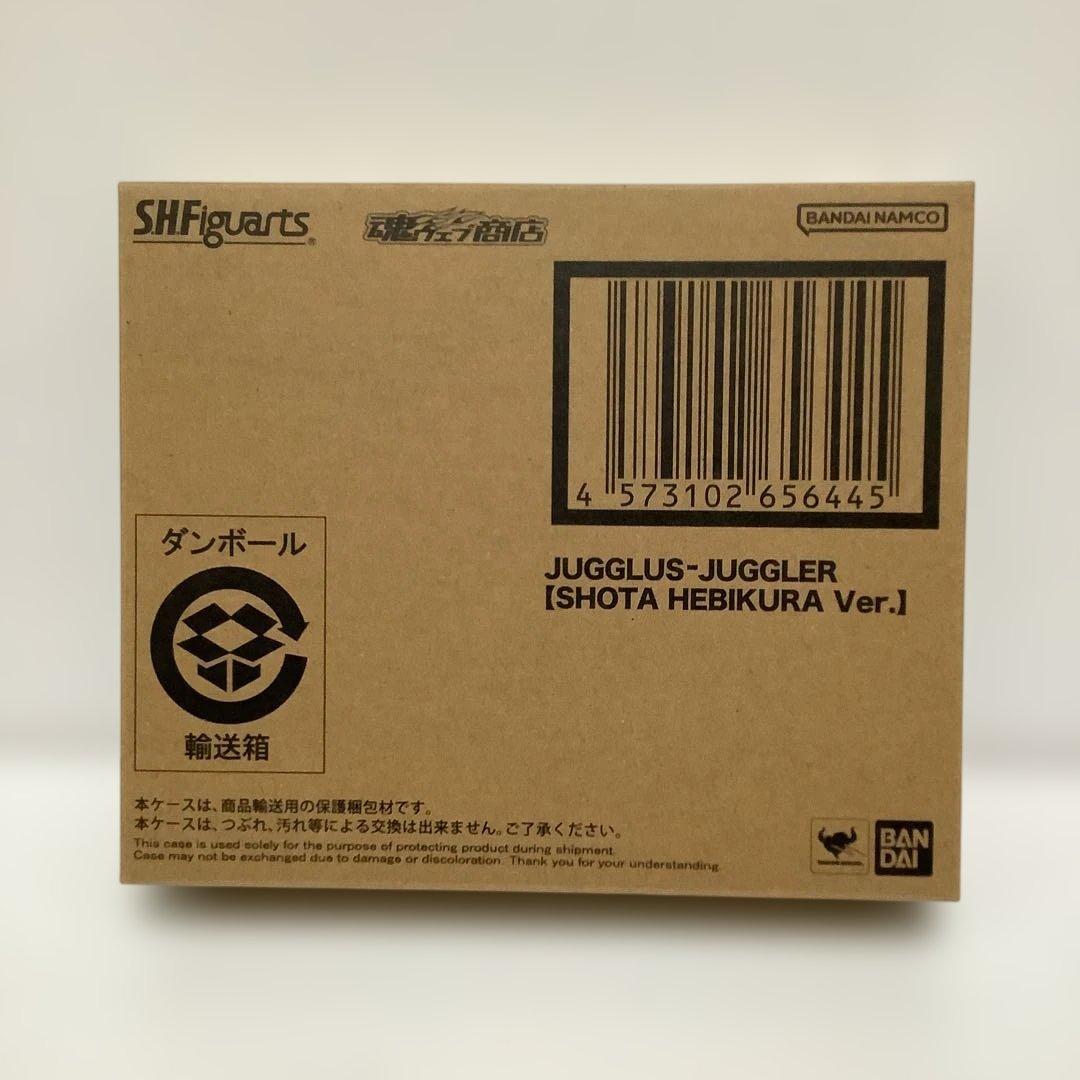 S.H.Figuarts®
魂ウェブ商店
BANDAI NAMCO
4 573102 656445
JUGGLUS-JUGGLER
【SHOTA HEBIKURA Ver.】
ダンボール
輸送箱
本ケースは、商品輸送用の保護梱包材です。
本ケースは、つぶれ、汚れ等による交換は出来ません。ご了承ください。
This case is used solely for the purpose of protecting product during shipment.
Case may not be exchanged due to damage or discoloration. Thank you for your understanding.
BAN
DAI